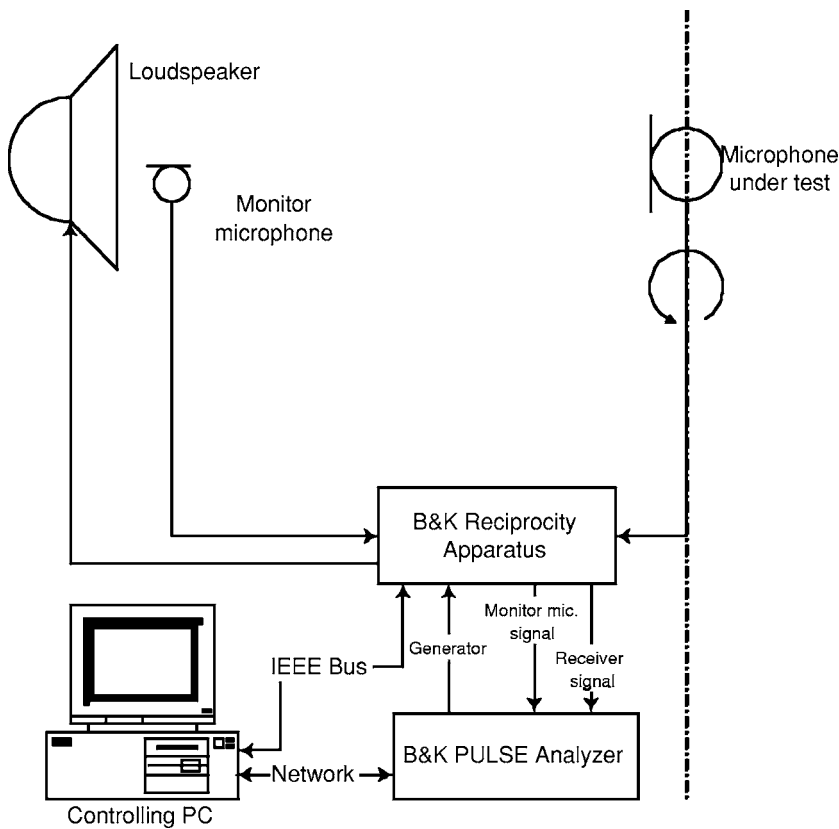 Loudspeaker
Monitor
microphone
Microphone
under test
B&K Reciprocity
Apparatus
Monitor mic.
signal
Generator
Receiver
signal
IEEE Bus
B&K PULSE Analyzer
Network
Controlling PC